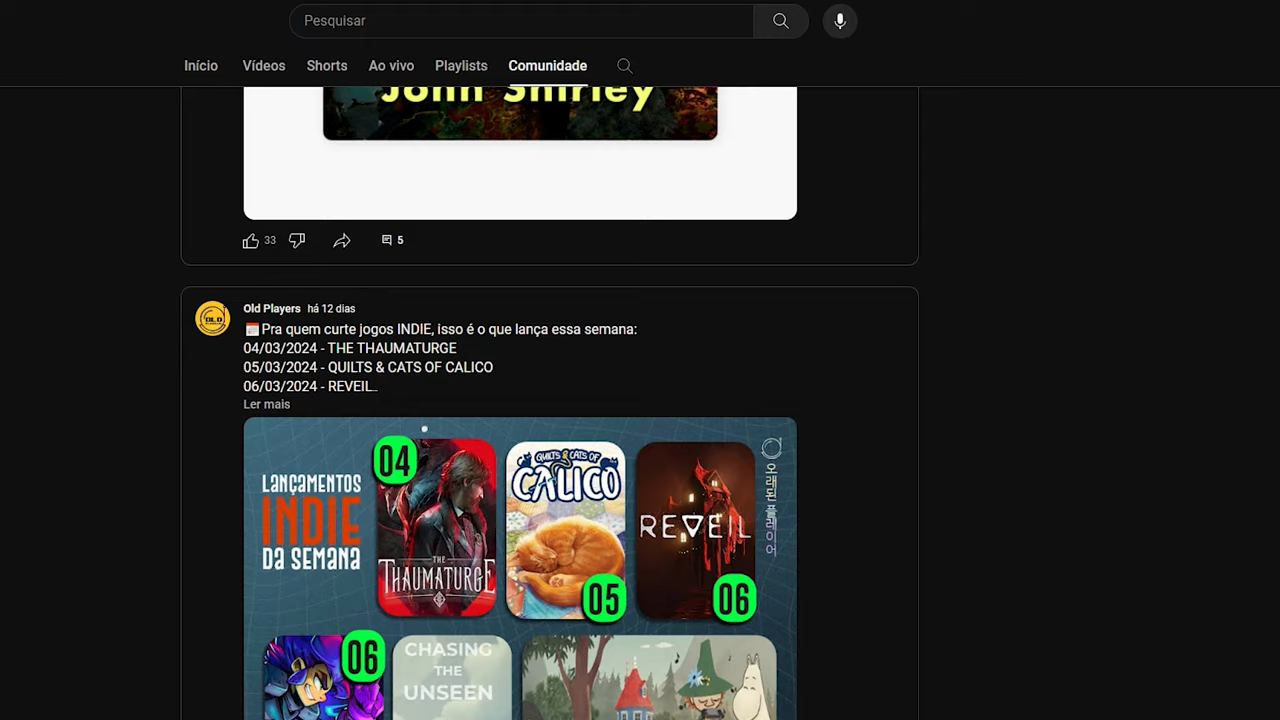 Pesquisar
Início Vídeos Shorts Ao vivo Playlists Comunidade
John Shirley
33 5
OLD
Old Players há 12 dias
🗓️Pra quem curte jogos INDIE, isso é o que lança essa semana:
04/03/2024 - THE THAUMATURGE
05/03/2024 - QUILTS & CATS OF CALICO
06/03/2024 - REVEIL...
Ler mais
LANÇAMENTOS
INDIE
DA SEMANA
04
THE
THAUMATURGE
QUILTS & CATS OF
CALICO
05
REVEIL
06
오래된 플레이어
06
CHASING
THE
UNSEEN